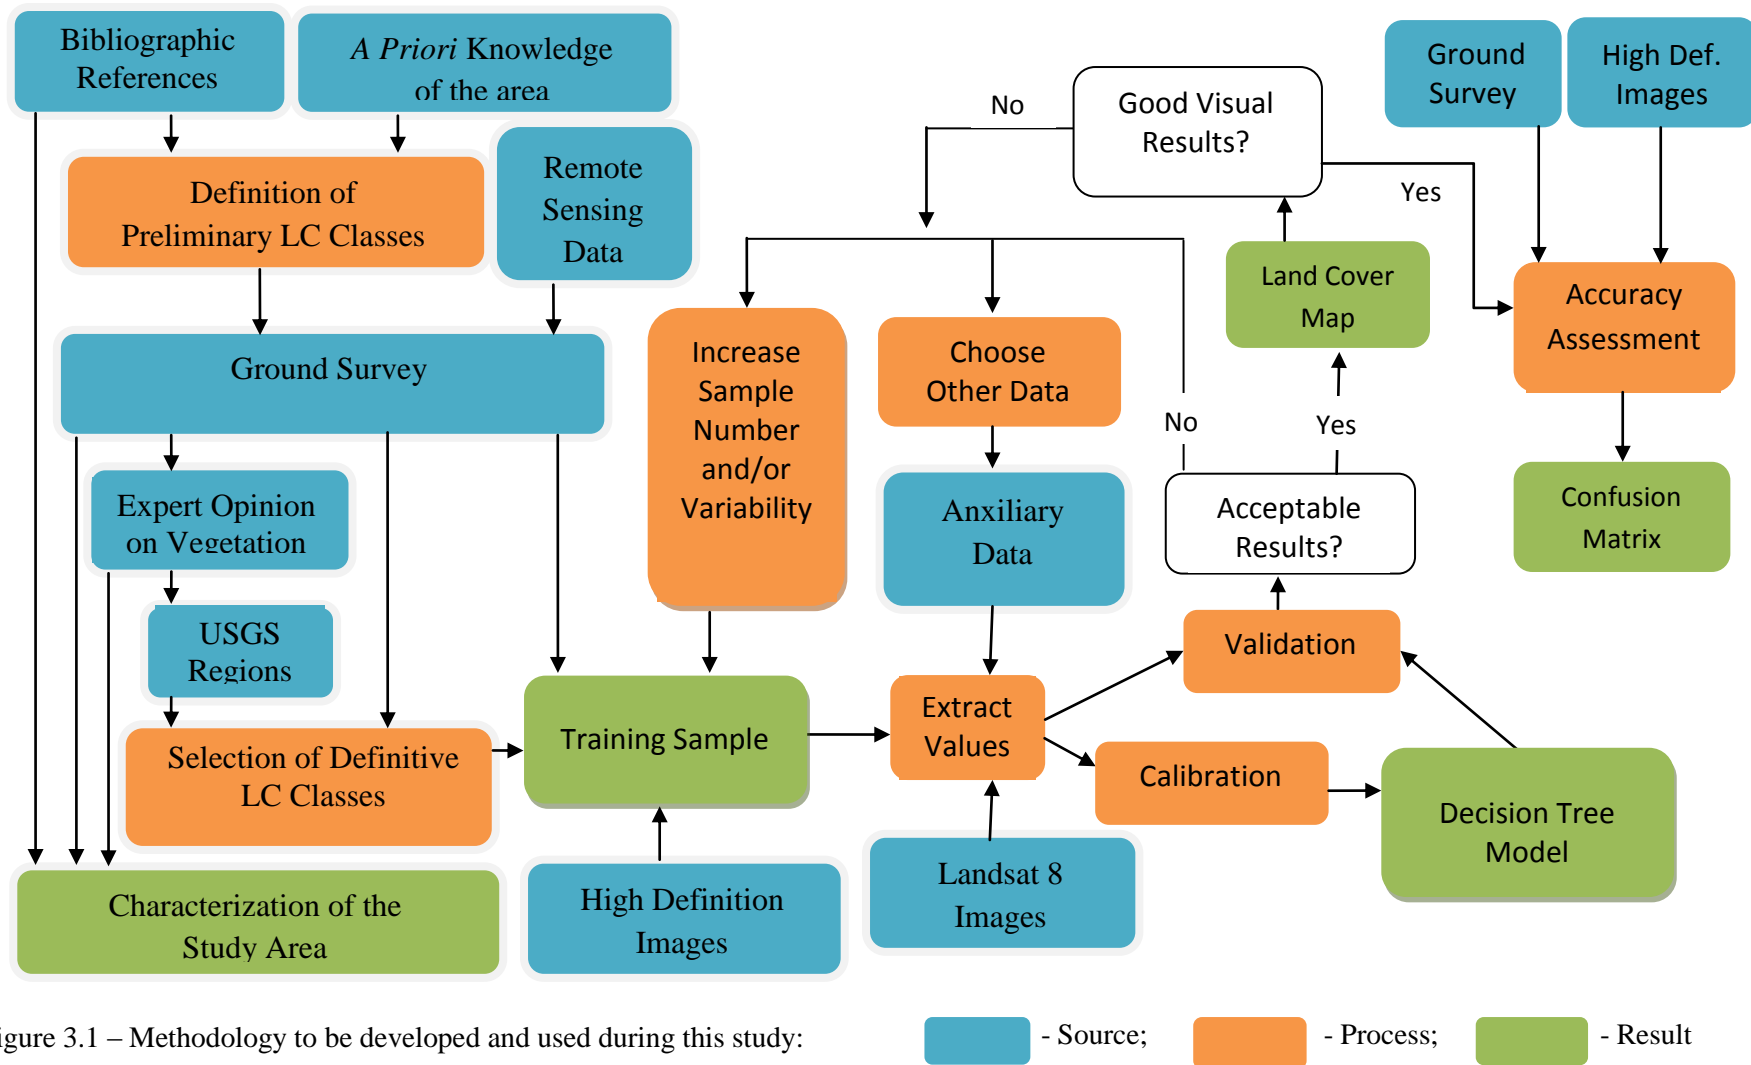 Bibliographic
References
A Priori Knowledge
of the area
Remote
Sensing
Data
Definition of
Preliminary LC Classes
Ground Survey
Expert Opinion
on Vegetation
USGS
Regions
Selection of Definitive
LC Classes
Characterization of the
Study Area
Training Sample
High Definition
Images
Increase
Sample
Number
and/or
Variability
Choose
Other Data
Anxiliary
Data
Extract
Values
Landsat 8
Images
No
Good Visual
Results?
Yes
Land Cover
Map
No
Yes
Acceptable
Results?
Validation
Calibration
Decision Tree
Model
Ground
Survey
High Def.
Images
Accuracy
Assessment
Confusion
Matrix
igure 3.1 – Methodology to be developed and used during this study:
- Source;
- Process;
- Result